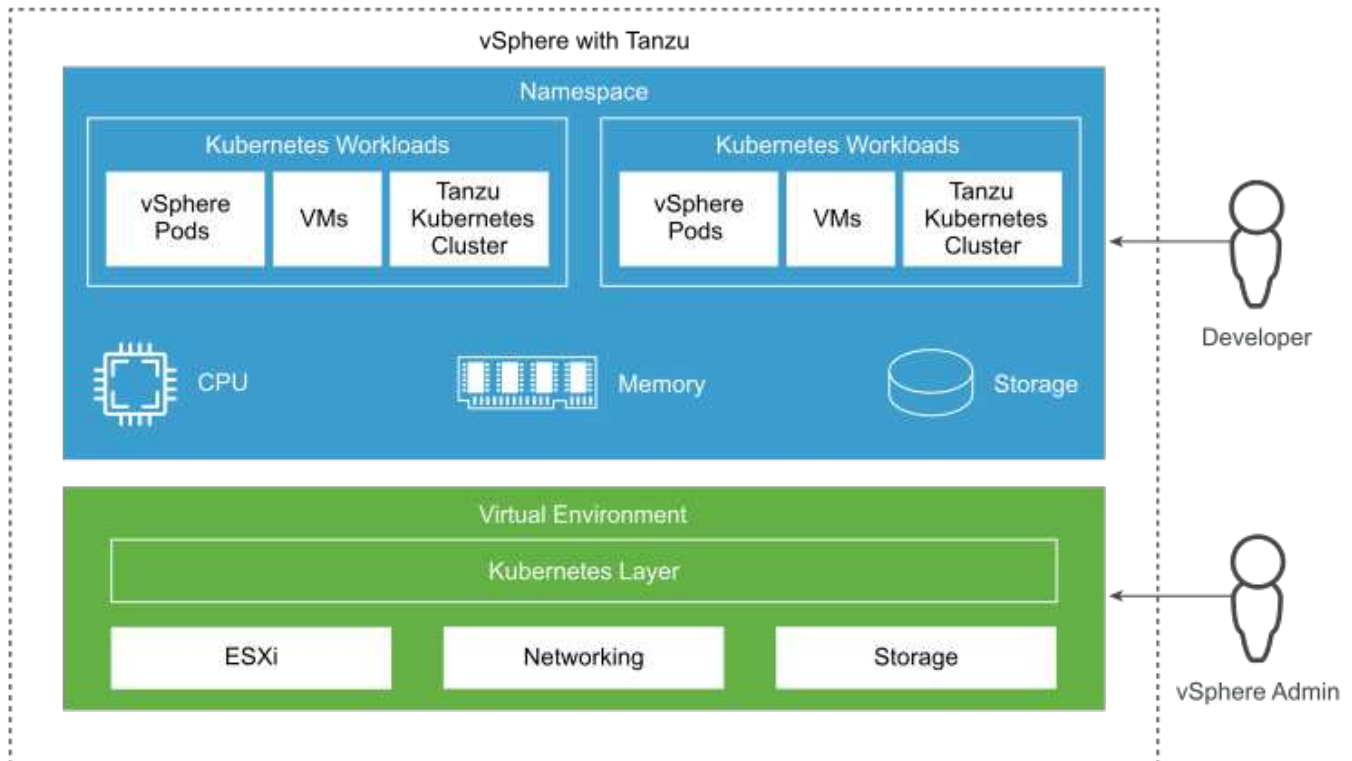 vSphere with Tanzu
Namespace
Kubernetes Workloads
vSphere
Pods
VMs
Tanzu
Kubernetes
Cluster
Kubernetes Workloads
vSphere
Pods
VMs
Tanzu
Kubernetes
Cluster
CPU
Memory
Storage
Developer
Virtual Environment
Kubernetes Layer
ESXi
Networking
Storage
vSphere Admin